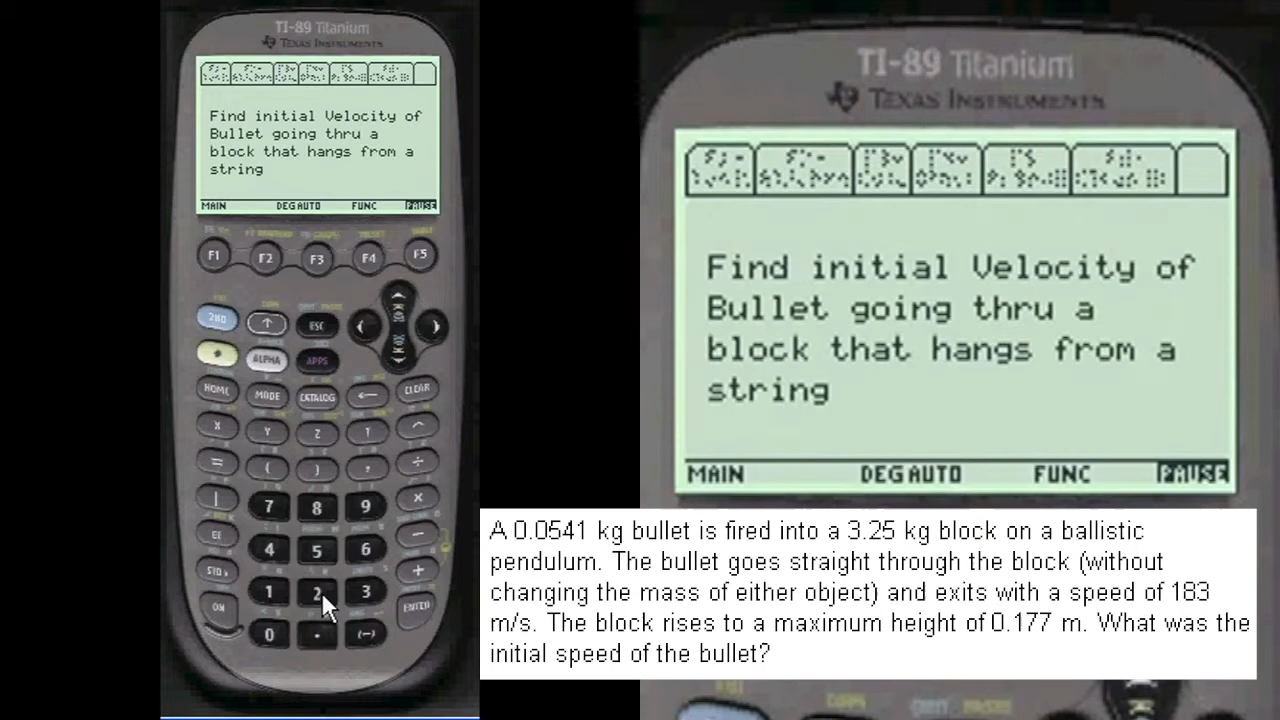 TI-89 Titanium
TEXAS INSTRUMENTS
Find initial Velocity of
Bullet going thru a
block that hangs from a
string
MAIN DEG AUTO FUNC PAUSE
F1 F2 F3 F4 F5
2ND ↑ ESC
ALPHA APPS
HOME MODE CATALOG ← CLEAR
X Y Z T ^
= ( ) , ÷
| 7 8 9 ×
EE 4 5 6 −
STO▸ 1 2 3 +
ON 0 . (−) ENTER
TI-89 Titanium
TEXAS INSTRUMENTS
Find initial Velocity of
Bullet going thru a
block that hangs from a
string
MAIN DEG AUTO FUNC PAUSE
A 0.0541 kg bullet is fired into a 3.25 kg block on a ballistic
pendulum. The bullet goes straight through the block (without
changing the mass of either object) and exits with a speed of 183
m/s. The block rises to a maximum height of 0.177 m. What was the
initial speed of the bullet?